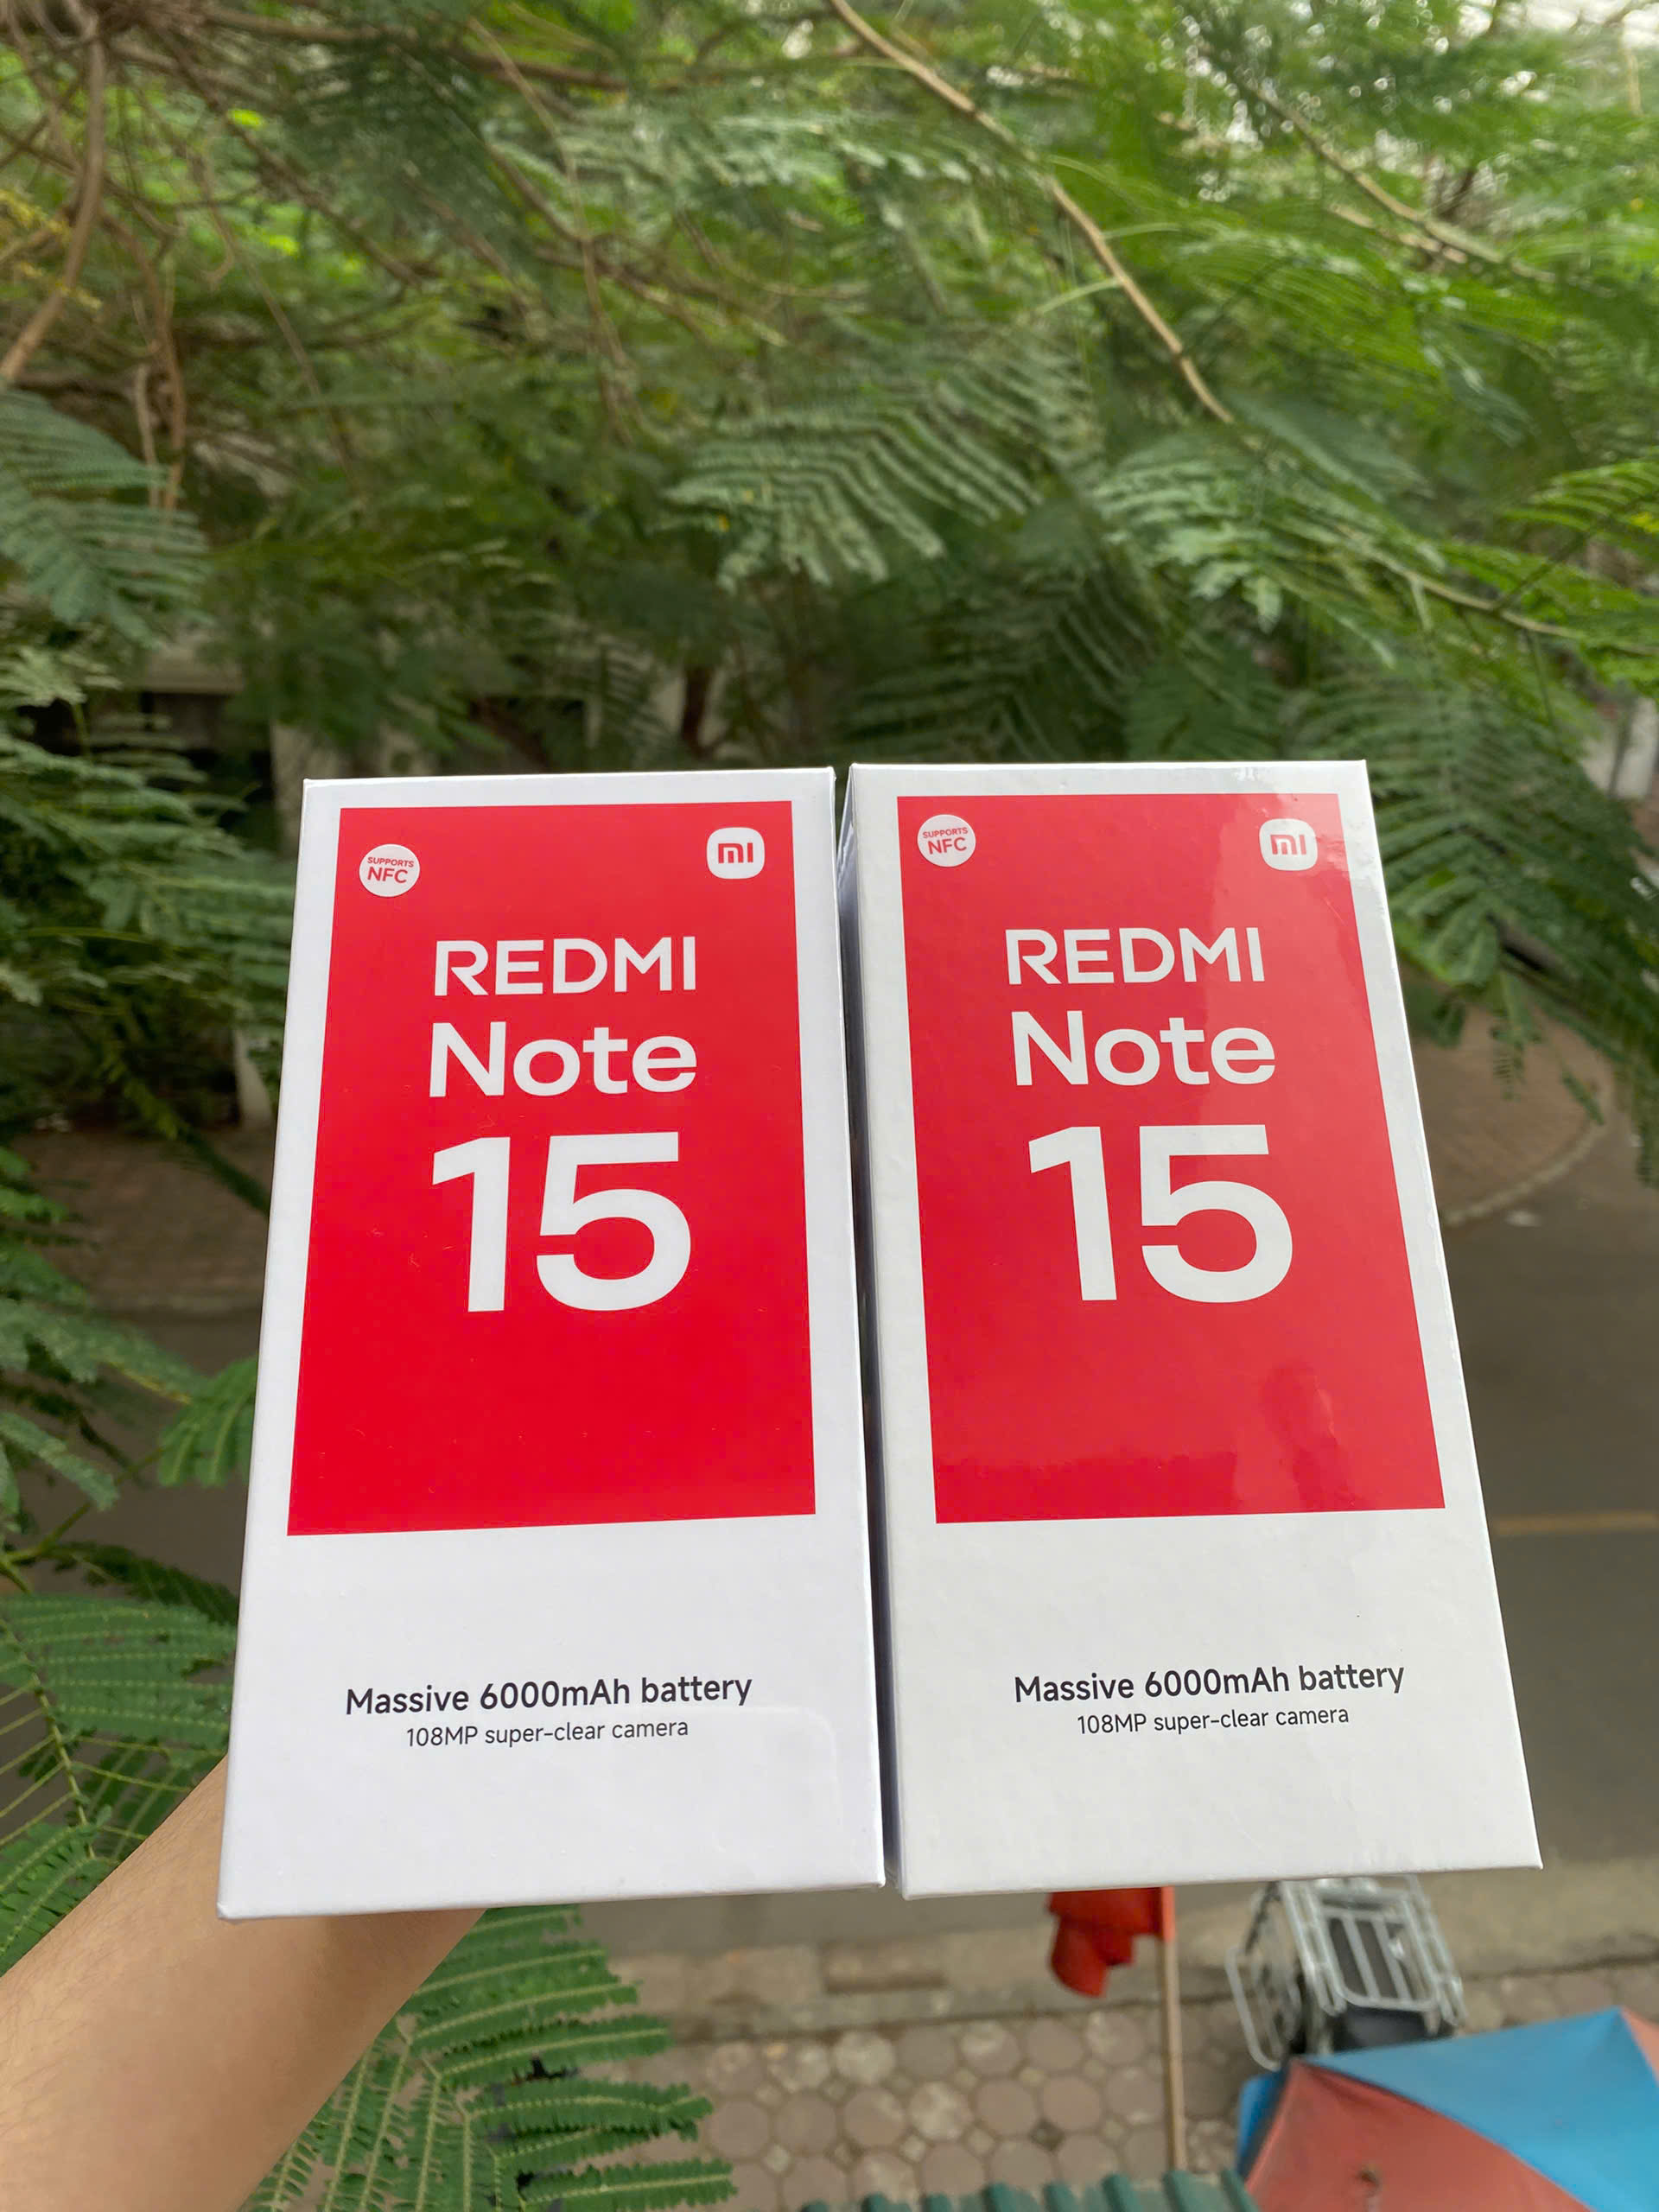 SUPPORTS
NFC
mi
REDMI
Note
15
Massive 6000mAh battery
108MP super-clear camera
SUPPORTS
NFC
mi
REDMI
Note
15
Massive 6000mAh battery
108MP super-clear camera